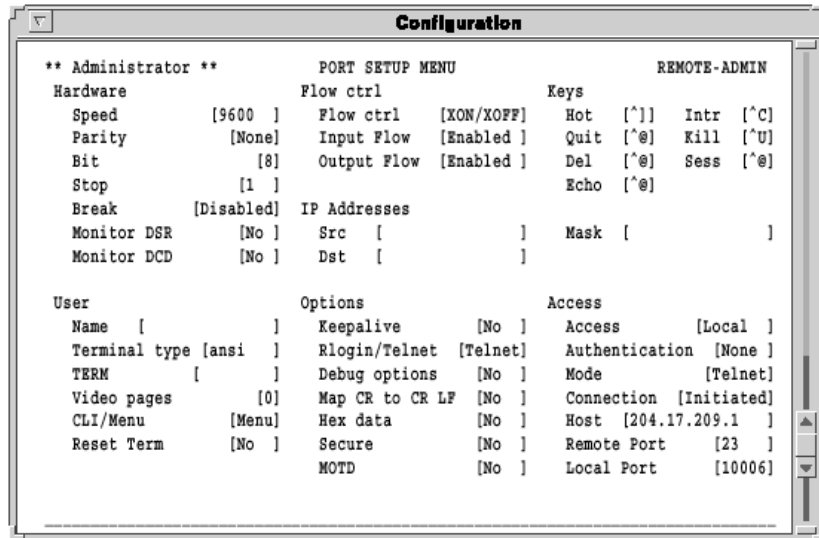 Configuration
** Administrator **          PORT SETUP MENU                    REMOTE-ADMIN
Hardware                   Flow ctrl                  Keys
Speed          [9600  ]    Flow ctrl    [XON/XOFF]    Hot   [^]]   Intr  [^C]
Parity           [None]    Input Flow   [Enabled ]    Quit  [^@]   Kill  [^U]
Bit                 [8]    Output Flow  [Enabled ]    Del   [^@]   Sess  [^@]
Stop              [1  ]                               Echo  [^@]
Break        [Disabled]    IP Addresses
Monitor DSR       [No ]    Src   [               ]    Mask  [               ]
Monitor DCD       [No ]    Dst   [               ]
User                       Options                    Access
Name   [              ]    Keepalive        [No  ]    Access        [Local  ]
Terminal type [ansi   ]    Rlogin/Telnet  [Telnet]    Authentication  [None ]
TERM         [        ]    Debug options    [No  ]    Mode           [Telnet]
Video pages         [0]    Map CR to CR LF  [No  ]    Connection  [Initiated]
CLI/Menu         [Menu]    Hex data         [No  ]    Host  [204.17.209.1   ]
Reset Term       [No  ]    Secure           [No  ]    Remote Port     [23   ]
MOTD             [No  ]    Local Port      [10006]